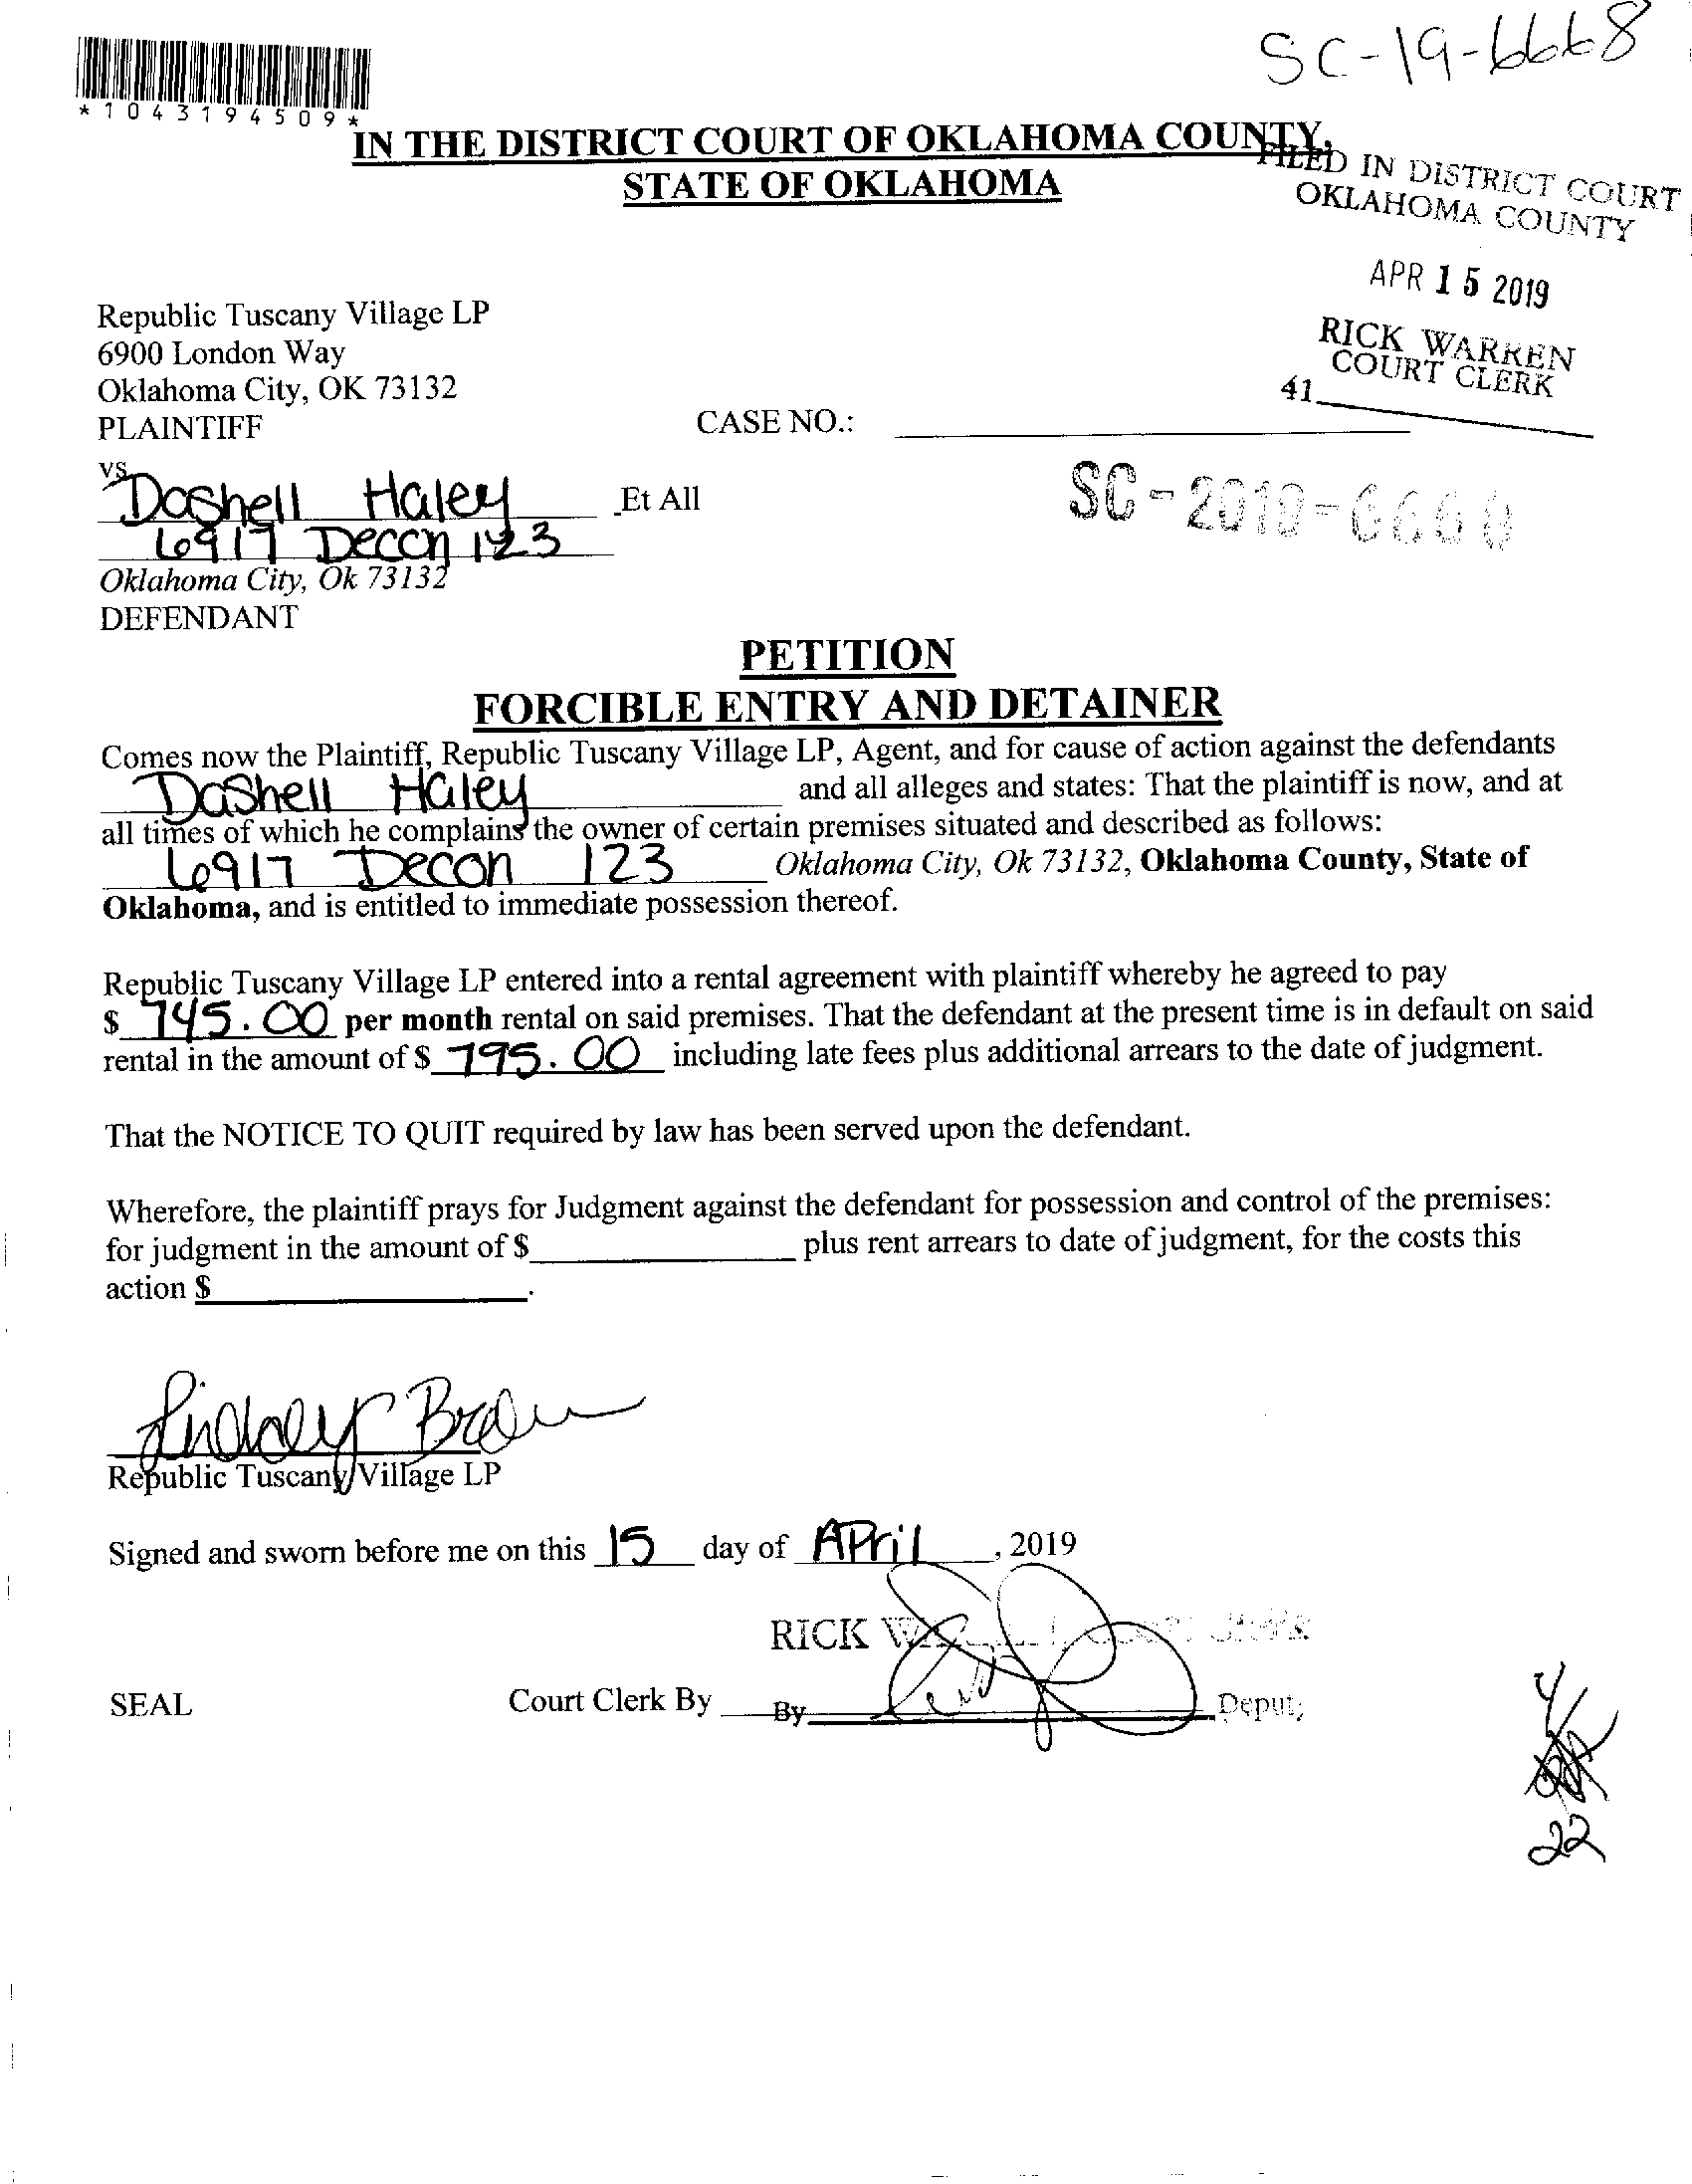 SC-19-6668
*1043194509*
IN THE DISTRICT COURT OF OKLAHOMA COUNTY,
STATE OF OKLAHOMA
FILED IN DISTRICT COURT
OKLAHOMA COUNTY
APR 15 2019
RICK WARREN
COURT CLERK
41
Republic Tuscany Village LP
6900 London Way
Oklahoma City, OK 73132
PLAINTIFF
CASE NO.:
vs
Dashell Haley Et All
SC-2019-6668
6917 Decon 123
Oklahoma City, Ok 73132
DEFENDANT
PETITION
FORCIBLE ENTRY AND DETAINER
Comes now the Plaintiff, Republic Tuscany Village LP, Agent, and for cause of action against the defendants
Dashell Haley and all alleges and states: That the plaintiff is now, and at
all times of which he complains the owner of certain premises situated and described as follows:
6917 Decon 123 Oklahoma City, Ok 73132, Oklahoma County, State of
Oklahoma, and is entitled to immediate possession thereof.
Republic Tuscany Village LP entered into a rental agreement with plaintiff whereby he agreed to pay
$ 745.00 per month rental on said premises. That the defendant at the present time is in default on said
rental in the amount of $ 795.00 including late fees plus additional arrears to the date of judgment.
That the NOTICE TO QUIT required by law has been served upon the defendant.
Wherefore, the plaintiff prays for Judgment against the defendant for possession and control of the premises:
for judgment in the amount of $ plus rent arrears to date of judgment, for the costs this
action $ .
Republic Tuscany Village LP
Signed and sworn before me on this 15 day of April, 2019
RICK
SEAL
Court Clerk By By Deputy
4/
22